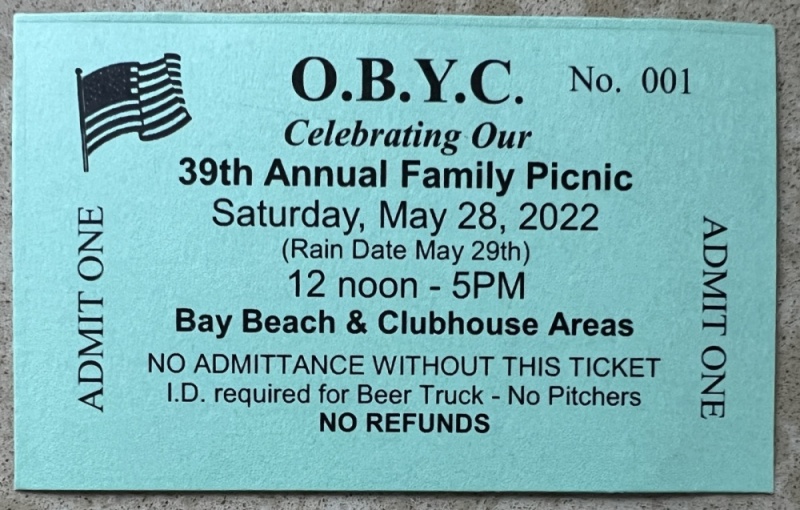 O.B.Y.C.
No. 001
Celebrating Our
39th Annual Family Picnic
Saturday, May 28, 2022
(Rain Date May 29th)
12 noon - 5PM
Bay Beach & Clubhouse Areas
NO ADMITTANCE WITHOUT THIS TICKET
I.D. required for Beer Truck - No Pitchers
NO REFUNDS
ADMIT ONE
ADMIT ONE